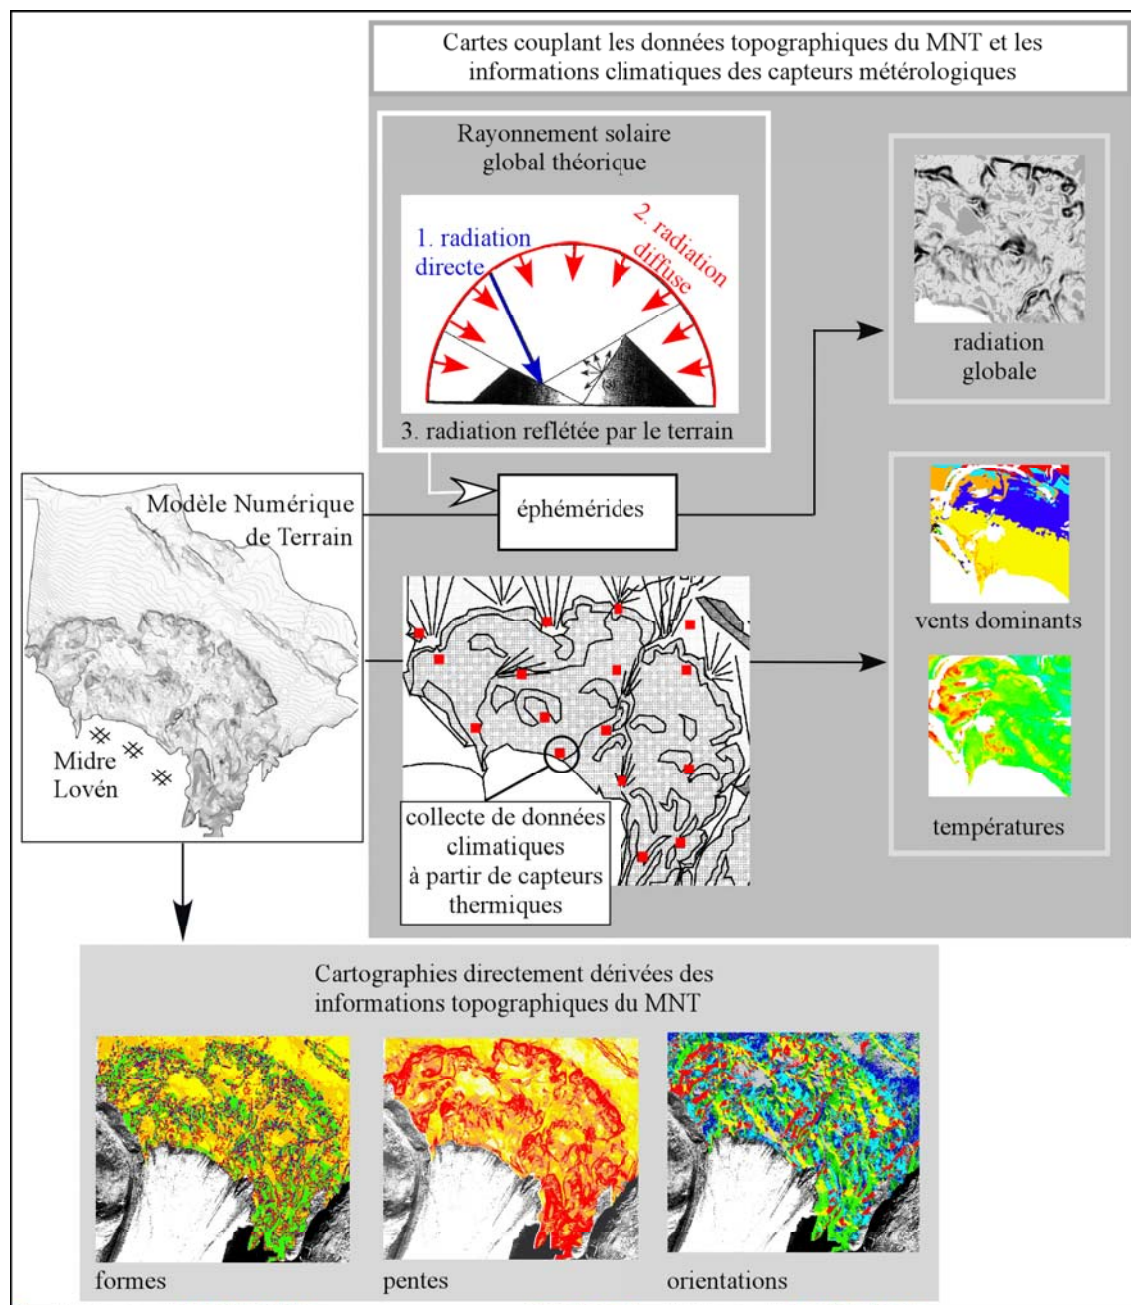 Cartes couplant les données topographiques du MNT et les
informations climatiques des capteurs métérologiques
Rayonnement solaire
global théorique
1. radiation
directe
2. radiation
diffuse
3. radiation reflétée par le terrain
radiation
globale
éphémérides
Modèle Numérique
de Terrain
Midre
Lovén
vents dominants
températures
collecte de données
climatiques
à partir de capteurs
thermiques
Cartographies directement dérivées des
informations topographiques du MNT
formes
pentes
orientations